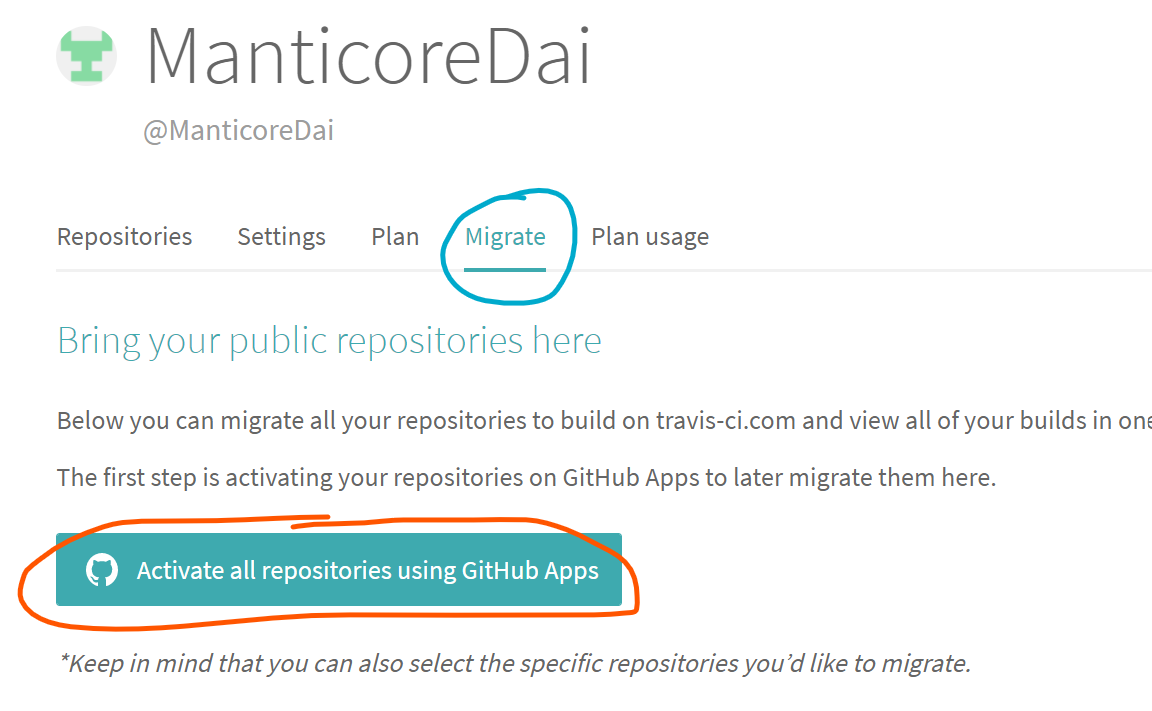 ManticoreDai
@ManticoreDai
Repositories Settings Plan Migrate Plan usage
Bring your public repositories here
Below you can migrate all your repositories to build on travis-ci.com and view all of your builds in
The first step is activating your repositories on GitHub Apps to later migrate them here.
Activate all repositories using GitHub Apps
*Keep in mind that you can also select the specific repositories you’d like to migrate.